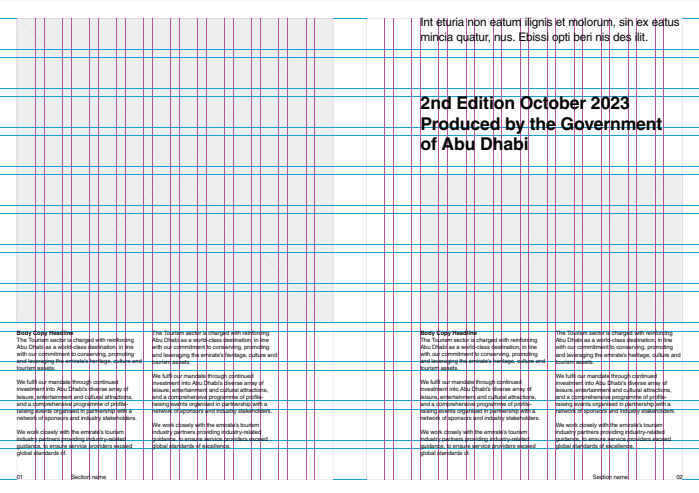 Int eturia non eatum ilignis et molorum, sin ex eatus
mincia quatur, nus. Ebissi opti beri nis des ilit.
2nd Edition October 2023
Produced by the Government
of Abu Dhabi
Body Copy Headline
The Tourism sector is charged with reinforcing
Abu Dhabi as a world-class destination, in line
with our commitment to conserving, promoting
and leveraging the emirate's heritage, culture and
tourism assets.
We fulfil our mandate through continued
investment into Abu Dhabi's diverse array of
leisure, entertainment and cultural attractions,
and a comprehensive programme of profile-
raising events organised in partnership with a
network of sponsors and industry stakeholders.
We work closely with the emirate's tourism
industry partners providing industry-related
guidance, to ensure service providers exceed
global standards of.
The Tourism sector is charged with reinforcing
Abu Dhabi as a world-class destination, in line
with our commitment to conserving, promoting
and leveraging the emirate's heritage, culture and
tourism assets.
We fulfil our mandate through continued
investment into Abu Dhabi's diverse array of
leisure, entertainment and cultural attractions,
and a comprehensive programme of profile-
raising events organised in partnership with a
network of sponsors and industry stakeholders.
We work closely with the emirate's tourism
industry partners providing industry-related
guidance, to ensure service providers exceed
global standards of excellence.
Body Copy Headline
The Tourism sector is charged with reinforcing
Abu Dhabi as a world-class destination, in line
with our commitment to conserving, promoting
and leveraging the emirate's heritage, culture and
tourism assets.
We fulfil our mandate through continued
investment into Abu Dhabi's diverse array of
leisure, entertainment and cultural attractions,
and a comprehensive programme of profile-
raising events organised in partnership with a
network of sponsors and industry stakeholders.
We work closely with the emirate's tourism
industry partners providing industry-related
guidance, to ensure service providers exceed
global standards of.
The Tourism sector is charged with reinforcing
Abu Dhabi as a world-class destination, in line
with our commitment to conserving, promoting
and leveraging the emirate's heritage, culture and
tourism assets.
We fulfil our mandate through continued
investment into Abu Dhabi's diverse array of
leisure, entertainment and cultural attractions,
and a comprehensive programme of profile-
raising events organised in partnership with a
network of sponsors and industry stakeholders.
We work closely with the emirate's tourism
industry partners providing industry-related
guidance, to ensure service providers exceed
global standards of excellence.
01 Section name
Section name 02